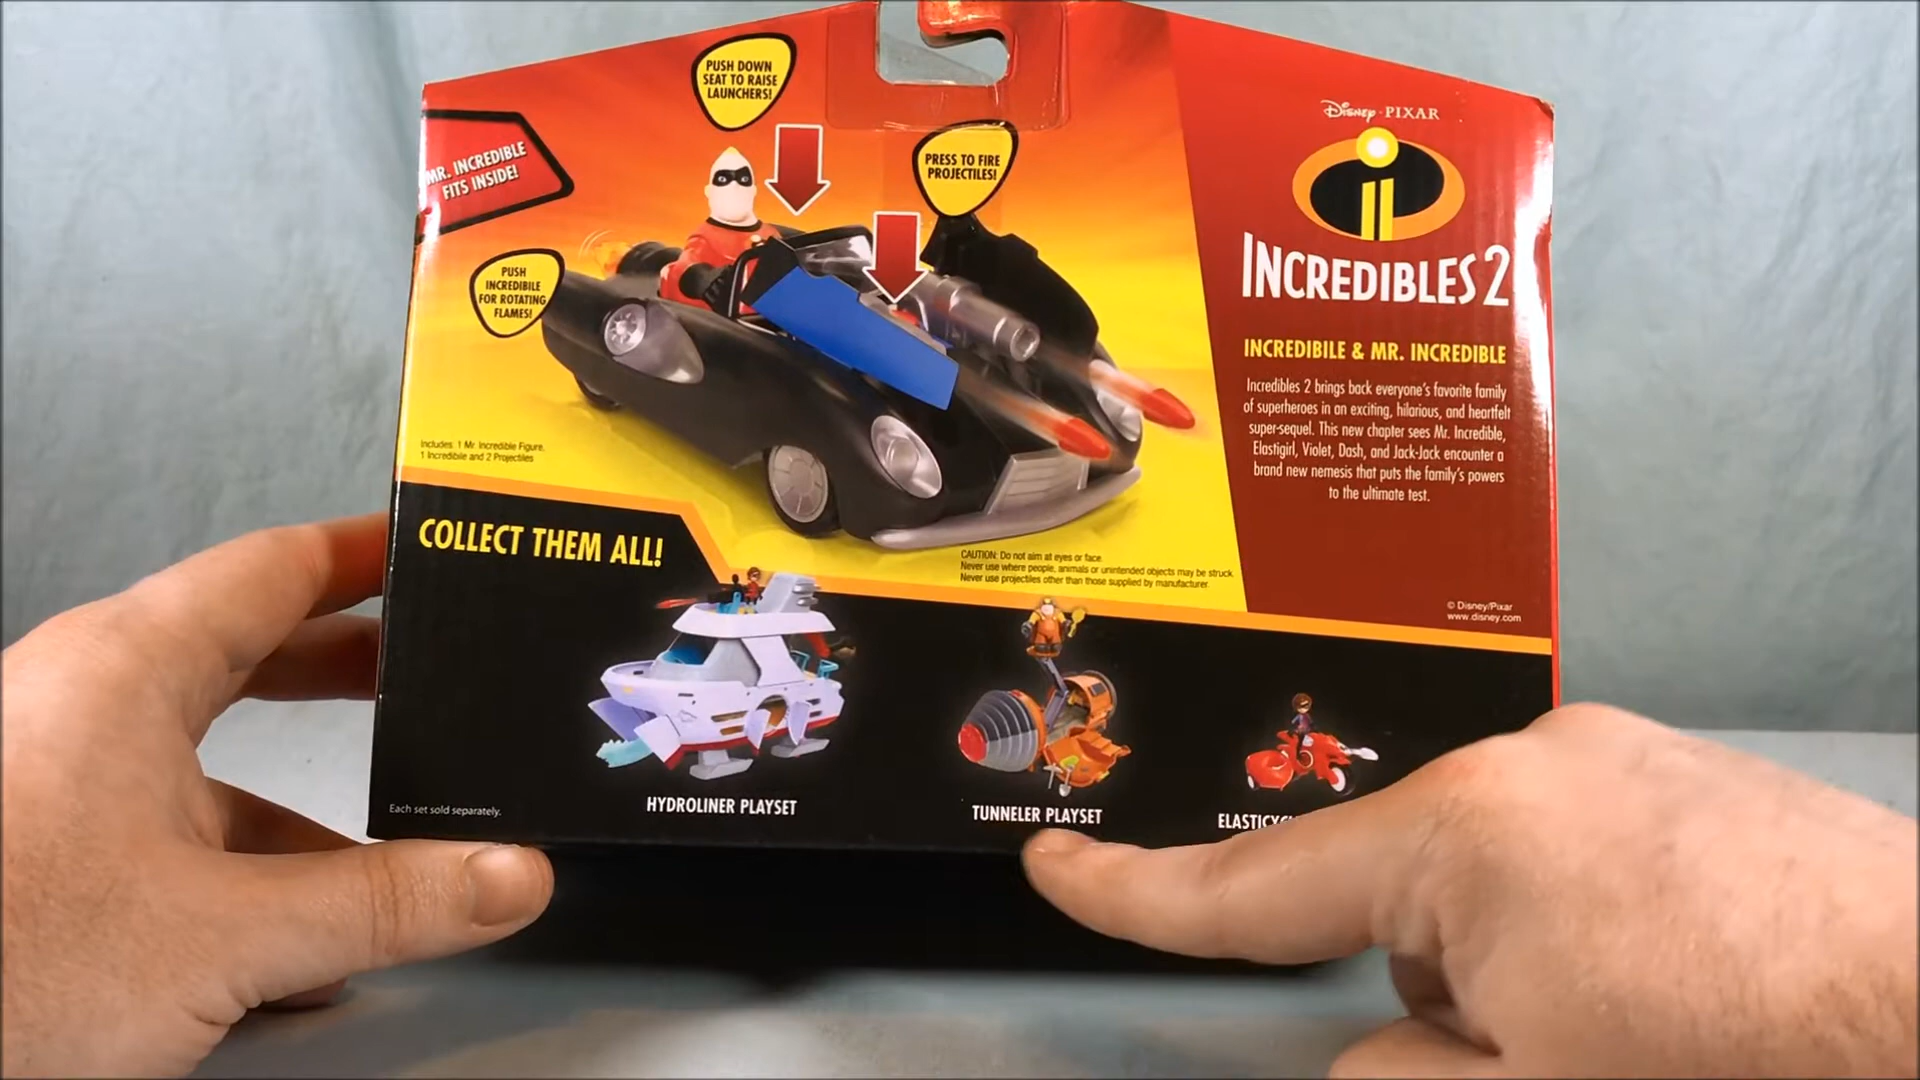 PUSH DOWN
SEAT TO RAISE
LAUNCHERS!
PRESS TO FIRE
PROJECTILES!
MR. INCREDIBLE
FITS INSIDE!
PUSH
INCREDIBILE
FOR ROTATING
FLAMES!
Includes: 1 Mr. Incredible Figure,
1 Incredibile and 2 Projectiles
CAUTION: Do not aim at eyes or face.
Never use where people, animals or unintended objects may be struck.
Never use projectiles other than those supplied by manufacturer.
Disney · PIXAR
INCREDIBLES 2
INCREDIBILE & MR. INCREDIBLE
Incredibles 2 brings back everyone's favorite family
of superheroes in an exciting, hilarious, and heartfelt
super-sequel. This new chapter sees Mr. Incredible,
Elastigirl, Violet, Dash, and Jack-Jack encounter a
brand new nemesis that puts the family's powers
to the ultimate test.
© Disney/Pixar
www.disney.com
COLLECT THEM ALL!
HYDROLINER PLAYSET
TUNNELER PLAYSET
Each set sold separately.